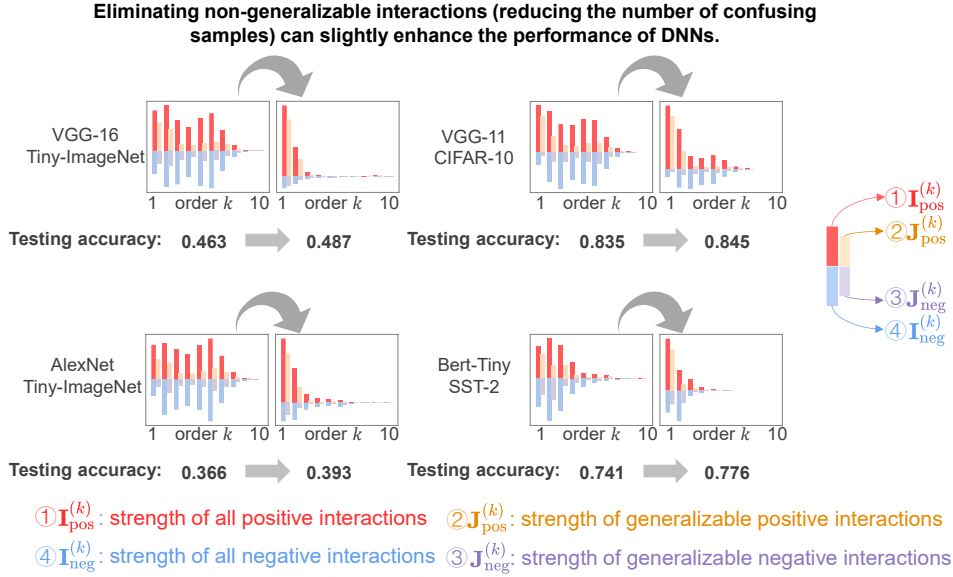 Eliminating non-generalizable interactions (reducing the number of confusing
samples) can slightly enhance the performance of DNNs.
VGG-16
Tiny-ImageNet
1 order k 10 1 order k 10
Testing accuracy: 0.463 0.487
VGG-11
CIFAR-10
1 order k 10 1 order k 10
Testing accuracy: 0.835 0.845
①I_pos^(k)
②J_pos^(k)
③J_neg^(k)
④I_neg^(k)
AlexNet
Tiny-ImageNet
1 order k 10 1 order k 10
Testing accuracy: 0.366 0.393
Bert-Tiny
SST-2
1 order k 10 1 order k 10
Testing accuracy: 0.741 0.776
①I_pos^(k): strength of all positive interactions ②J_pos^(k): strength of generalizable positive interactions
④I_neg^(k): strength of all negative interactions ③J_neg^(k): strength of generalizable negative interactions